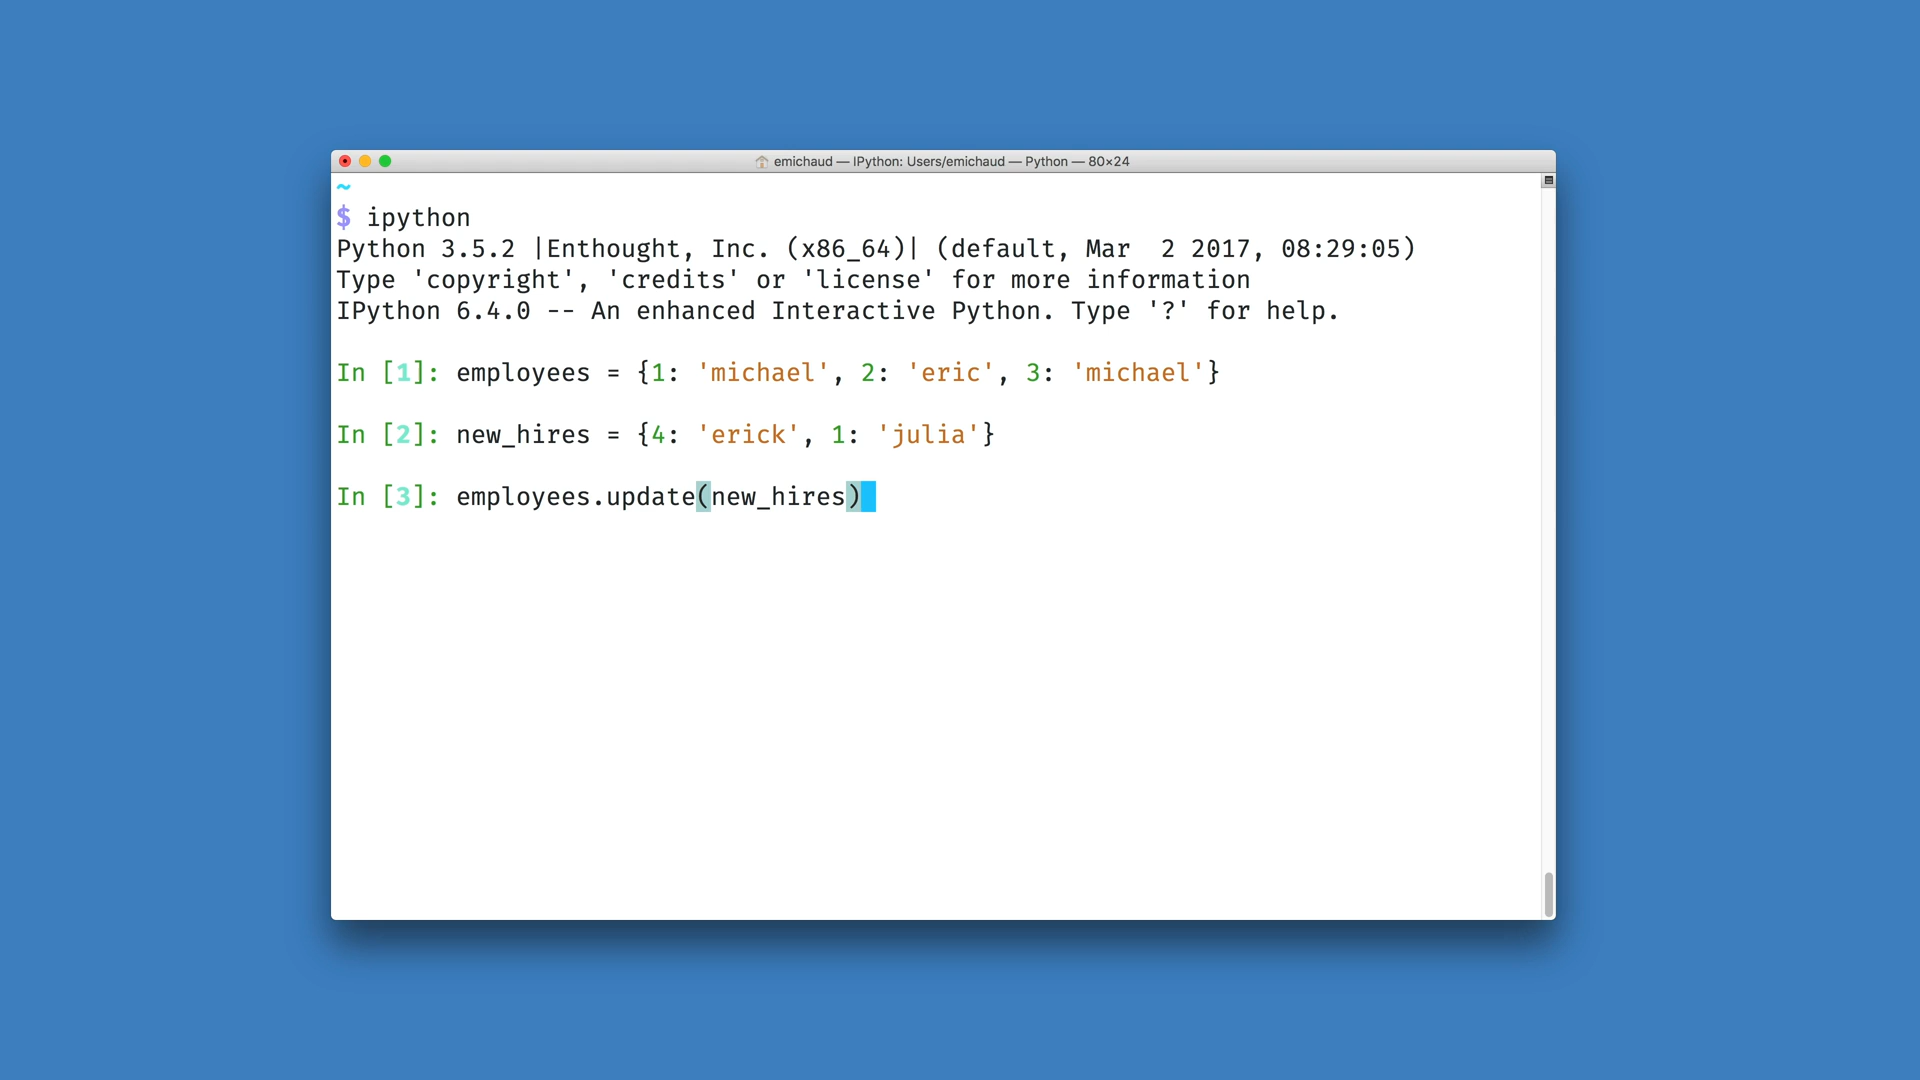 emichaud — IPython: Users/emichaud — Python — 80×24
~
$ ipython
Python 3.5.2 |Enthought, Inc. (x86_64)| (default, Mar  2 2017, 08:29:05)
Type 'copyright', 'credits' or 'license' for more information
IPython 6.4.0 -- An enhanced Interactive Python. Type '?' for help.
In [1]: employees = {1: 'michael', 2: 'eric', 3: 'michael'}
In [2]: new_hires = {4: 'erick', 1: 'julia'}
In [3]: employees.update(new_hires)